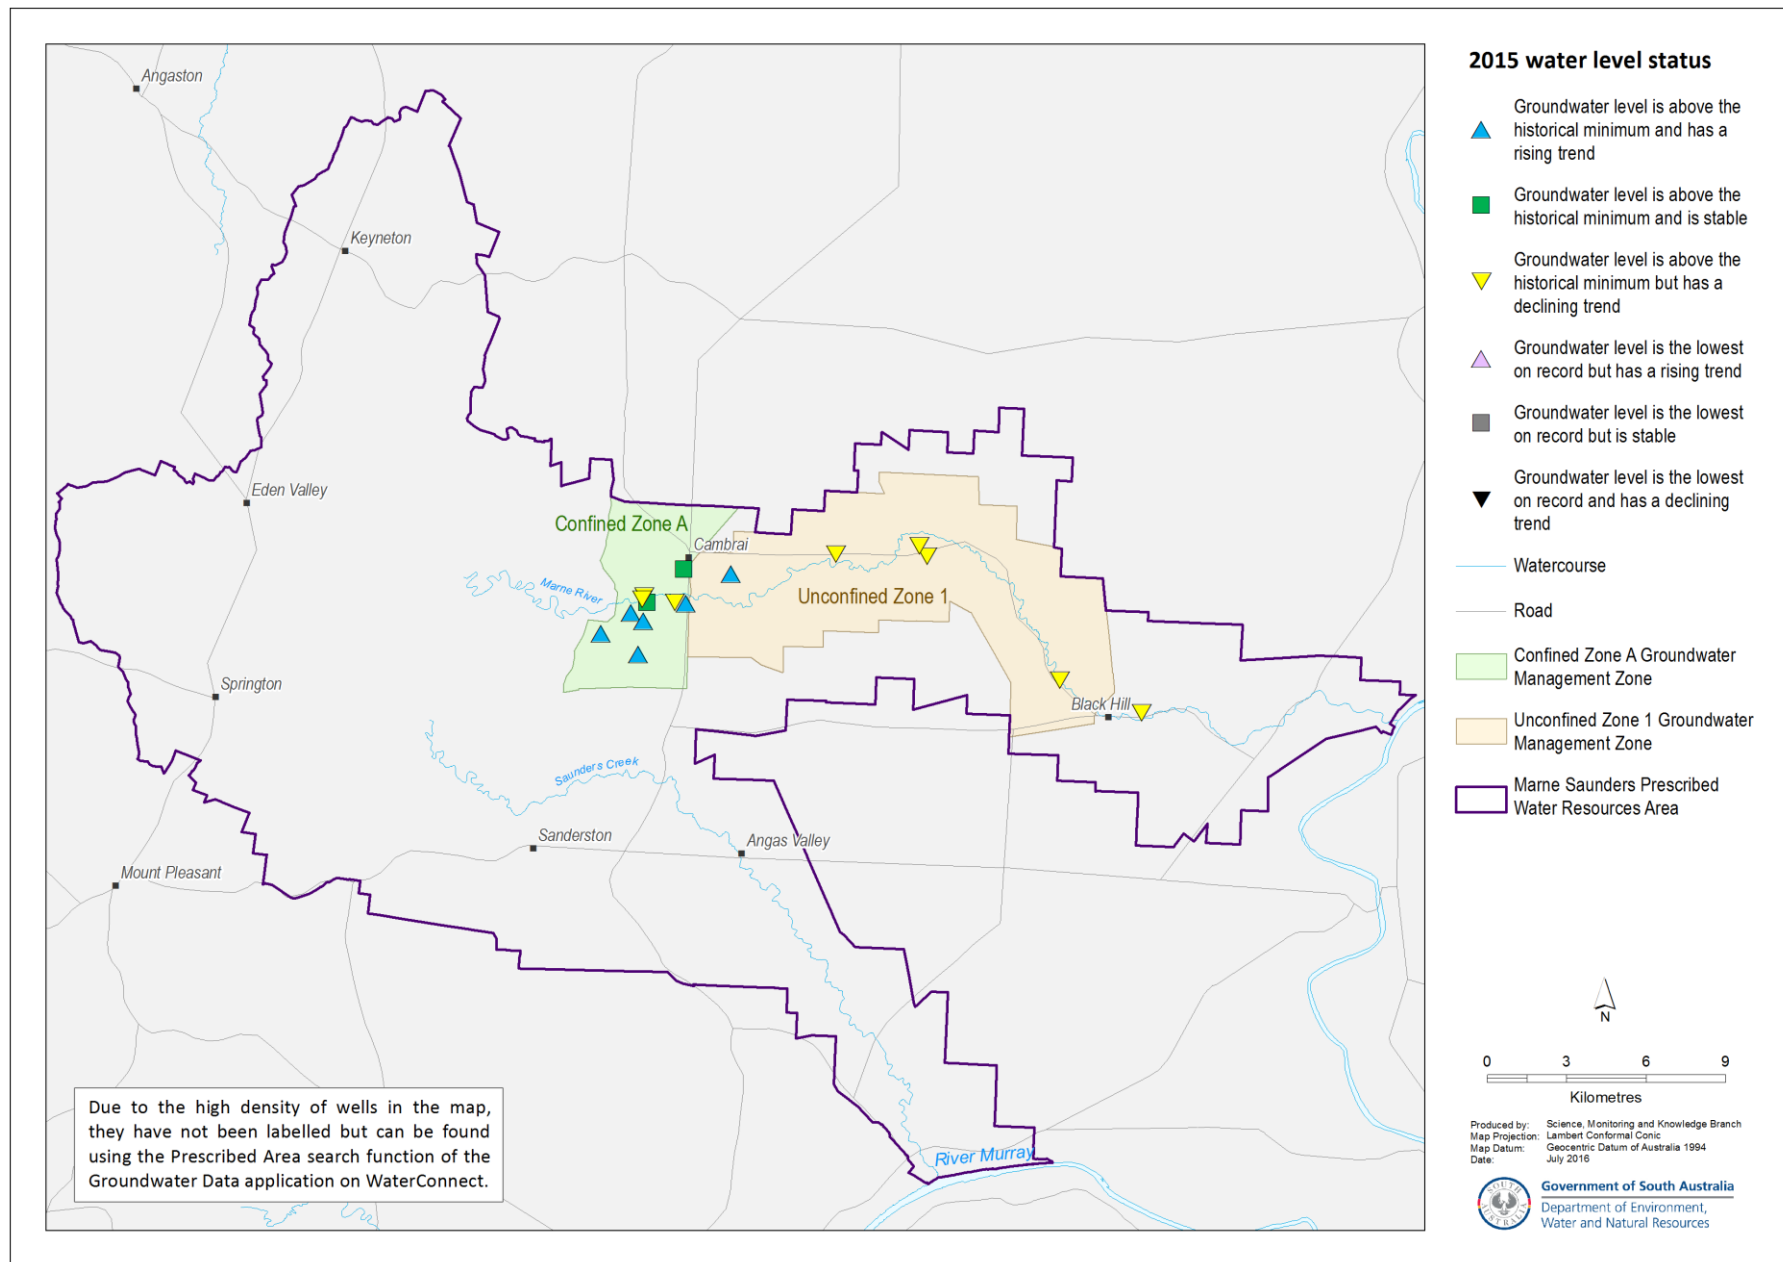 Angaston
Keyneton
Eden Valley
Confined Zone A
Cambrai
Marne River
Unconfined Zone 1
Springton
Black Hill
Saunders Creek
Sanderston
Angas Valley
Mount Pleasant
River Murray
Due to the high density of wells in the map,
they have not been labelled but can be found
using the Prescribed Area search function of the
Groundwater Data application on WaterConnect.
2015 water level status
Groundwater level is above the
historical minimum and has a
rising trend
Groundwater level is above the
historical minimum and is stable
Groundwater level is above the
historical minimum but has a
declining trend
Groundwater level is the lowest
on record but has a rising trend
Groundwater level is the lowest
on record but is stable
Groundwater level is the lowest
on record and has a declining
trend
Watercourse
Road
Confined Zone A Groundwater
Management Zone
Unconfined Zone 1 Groundwater
Management Zone
Marne Saunders Prescribed
Water Resources Area
N
0 3 6 9
Kilometres
Produced by: Science, Monitoring and Knowledge Branch
Map Projection: Lambert Conformal Conic
Map Datum: Geocentric Datum of Australia 1994
Date: July 2016
SOUTH AUSTRALIA
Government of South Australia
Department of Environment,
Water and Natural Resources